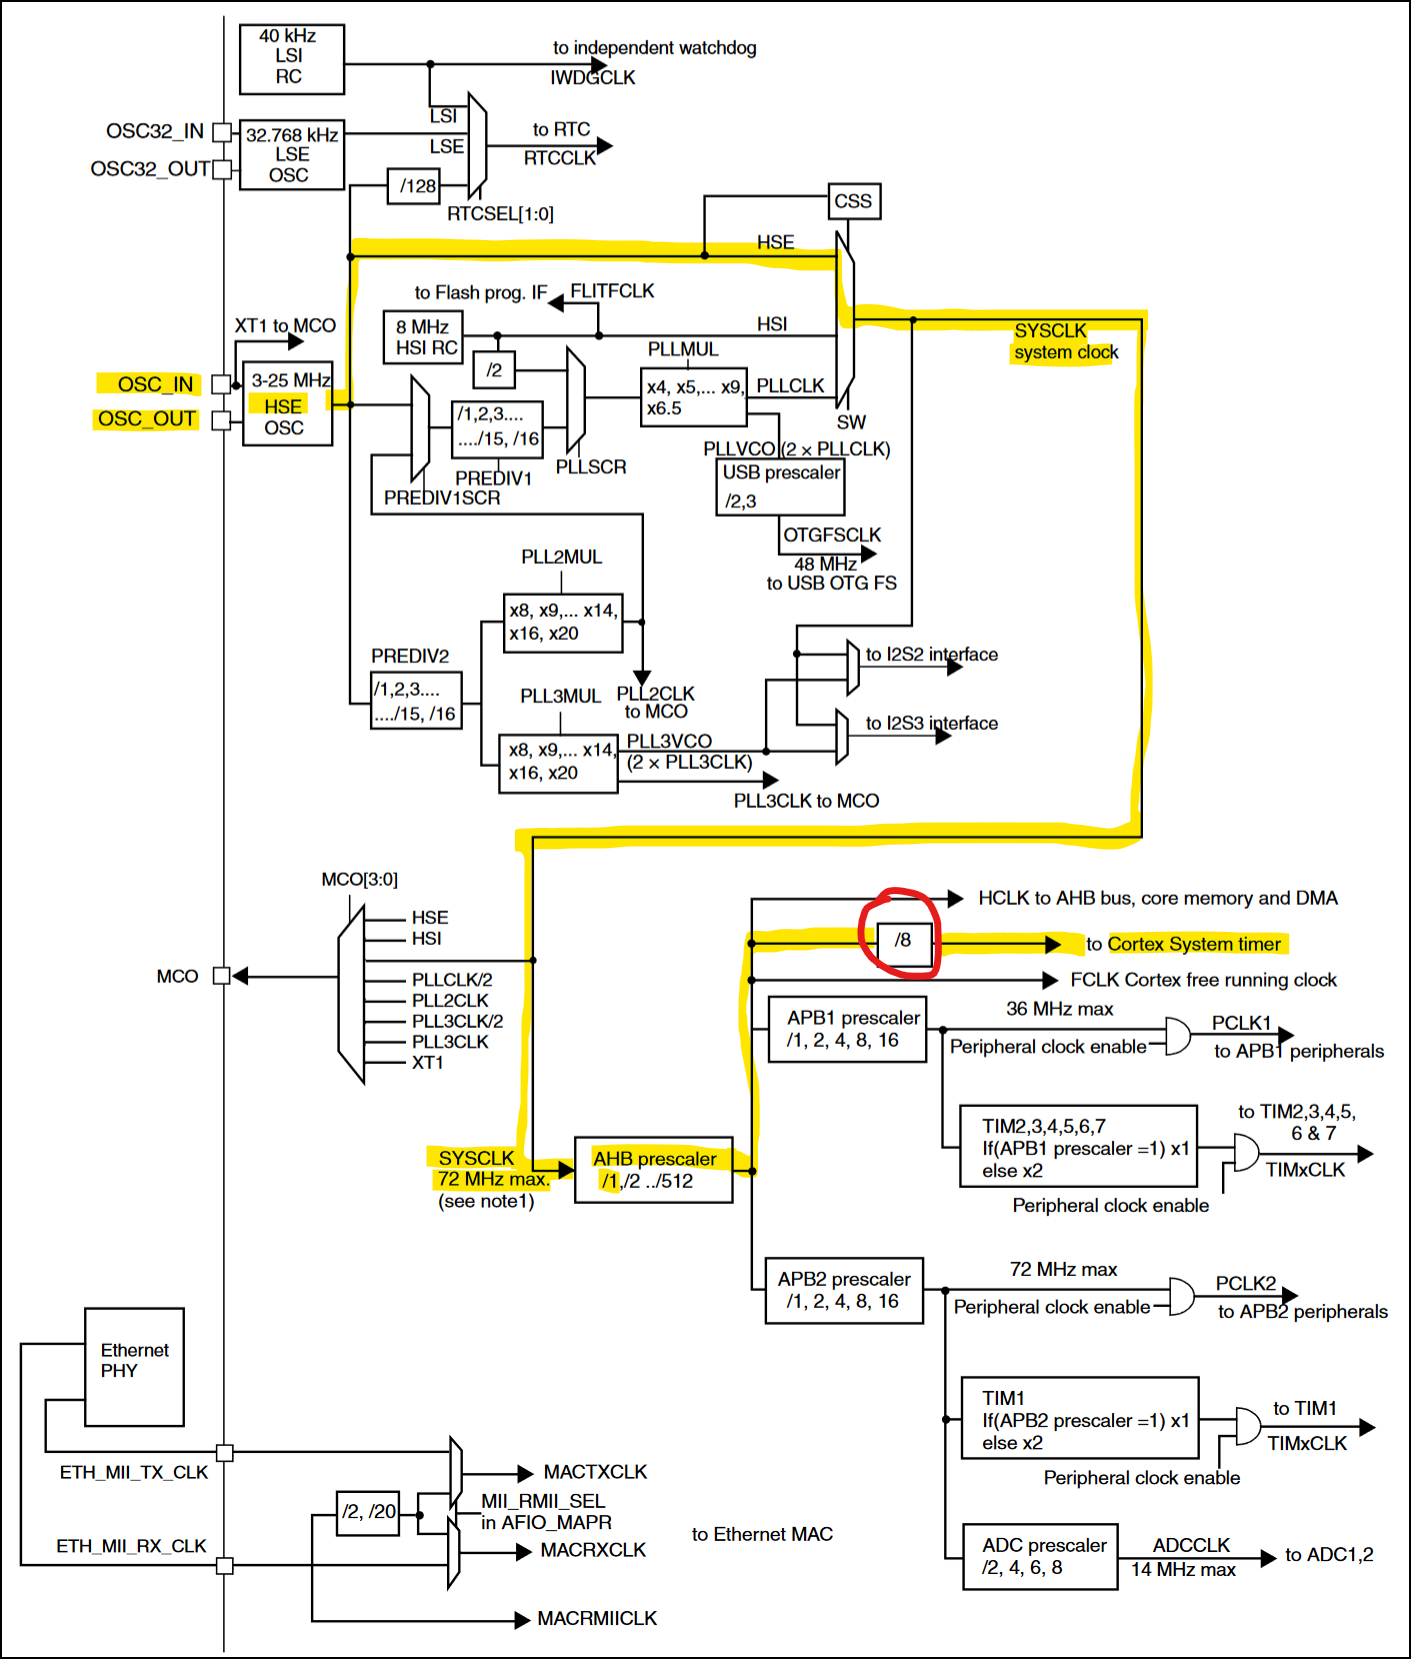 40 kHz
LSI
RC
to independent watchdog
IWDGCLK
OSC32_IN
OSC32_OUT
32.768 kHz
LSE
OSC
LSI
LSE
to RTC
RTCCLK
/128
RTCSEL[1:0]
CSS
HSE
to Flash prog. IF
FLITFCLK
XT1 to MCO
8 MHz
HSI RC
HSI
/2
SYSCLK
system clock
PLLMUL
OSC_IN
OSC_OUT
3-25 MHz
HSE
OSC
x4, x5,... x9,
x6.5
PLLCLK
SW
/1,2,3....
..../15, /16
PREDIV1
PLLSCR
PREDIV1SCR
PLLVCO (2 × PLLCLK)
USB prescaler
/2,3
OTGFSCLK
48 MHz
to USB OTG FS
PLL2MUL
x8, x9,... x14,
x16, x20
PREDIV2
/1,2,3....
..../15, /16
PLL2CLK
to MCO
to I2S2 interface
PLL3MUL
x8, x9,... x14,
x16, x20
PLL3VCO
(2 × PLL3CLK)
to I2S3 interface
PLL3CLK to MCO
MCO[3:0]
HSE
HSI
MCO
PLLCLK/2
PLL2CLK
PLL3CLK/2
PLL3CLK
XT1
HCLK to AHB bus, core memory and DMA
/8
to Cortex System timer
FCLK Cortex free running clock
APB1 prescaler
/1, 2, 4, 8, 16
36 MHz max
Peripheral clock enable
PCLK1
to APB1 peripherals
TIM2,3,4,5,6,7
If(APB1 prescaler =1) x1
else x2
to TIM2,3,4,5,
6 & 7
TIMxCLK
Peripheral clock enable
SYSCLK
72 MHz max.
(see note1)
AHB prescaler
/1,/2 ../512
APB2 prescaler
/1, 2, 4, 8, 16
72 MHz max
Peripheral clock enable
PCLK2
to APB2 peripherals
Ethernet
PHY
TIM1
If(APB2 prescaler =1) x1
else x2
to TIM1
TIMxCLK
Peripheral clock enable
ETH_MII_TX_CLK
MACTXCLK
/2, /20
MII_RMII_SEL
in AFIO_MAPR
to Ethernet MAC
ETH_MII_RX_CLK
MACRXCLK
MACRMIICLK
ADC prescaler
/2, 4, 6, 8
ADCCLK
14 MHz max
to ADC1,2